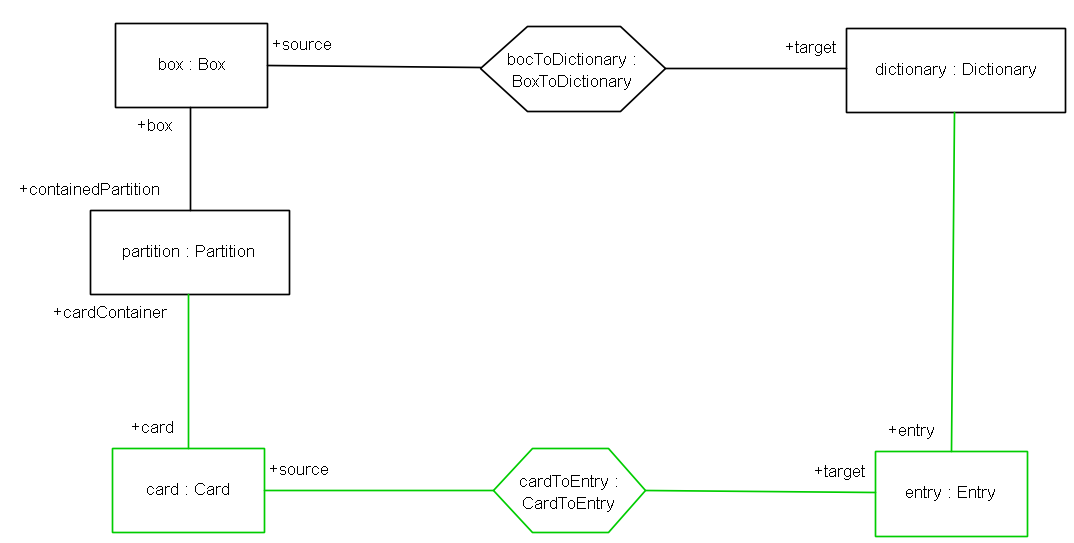 box : Box
+source
bocToDictionary :
BoxToDictionary
+target
dictionary : Dictionary
+box
+containedPartition
partition : Partition
+cardContainer
+card
+entry
card : Card
+source
cardToEntry :
CardToEntry
+target
entry : Entry